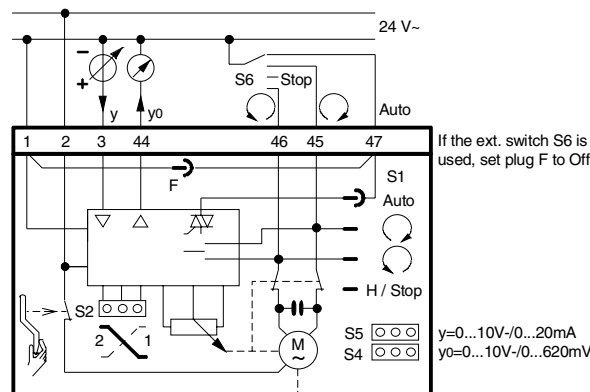 24 V~
−
+
S6
Stop
y
y0
Auto
1 2 3 44 46 45 47
If the ext. switch S6 is
used, set plug F to Off
F
S1
Auto
H / Stop
S2
2 1
M
~
S5
y=0...10V-/0...20mA
S4
y0=0...10V-/0...620mV